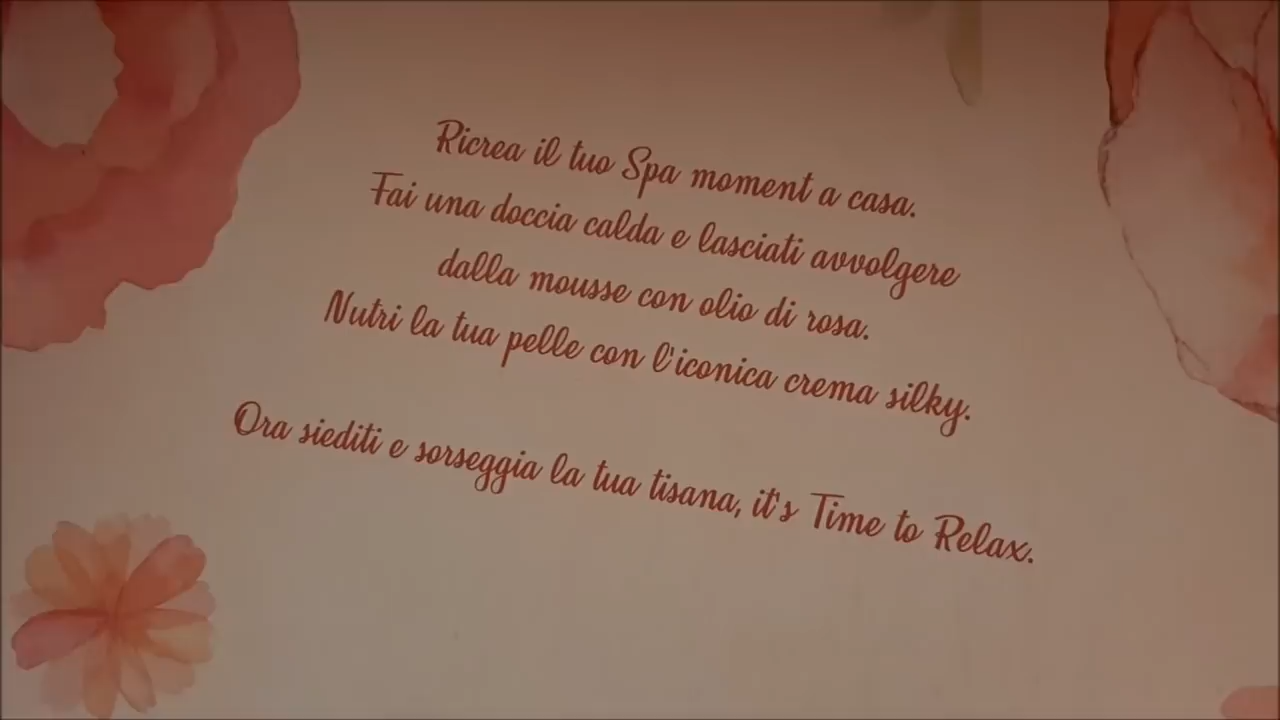 Ricrea il tuo Spa moment a casa.
Fai una doccia calda e lasciati avvolgere
dalla mousse con olio di rosa.
Nutri la tua pelle con l'iconica crema silky.
Ora siediti e sorseggia la tua tisana, it's Time to Relax.